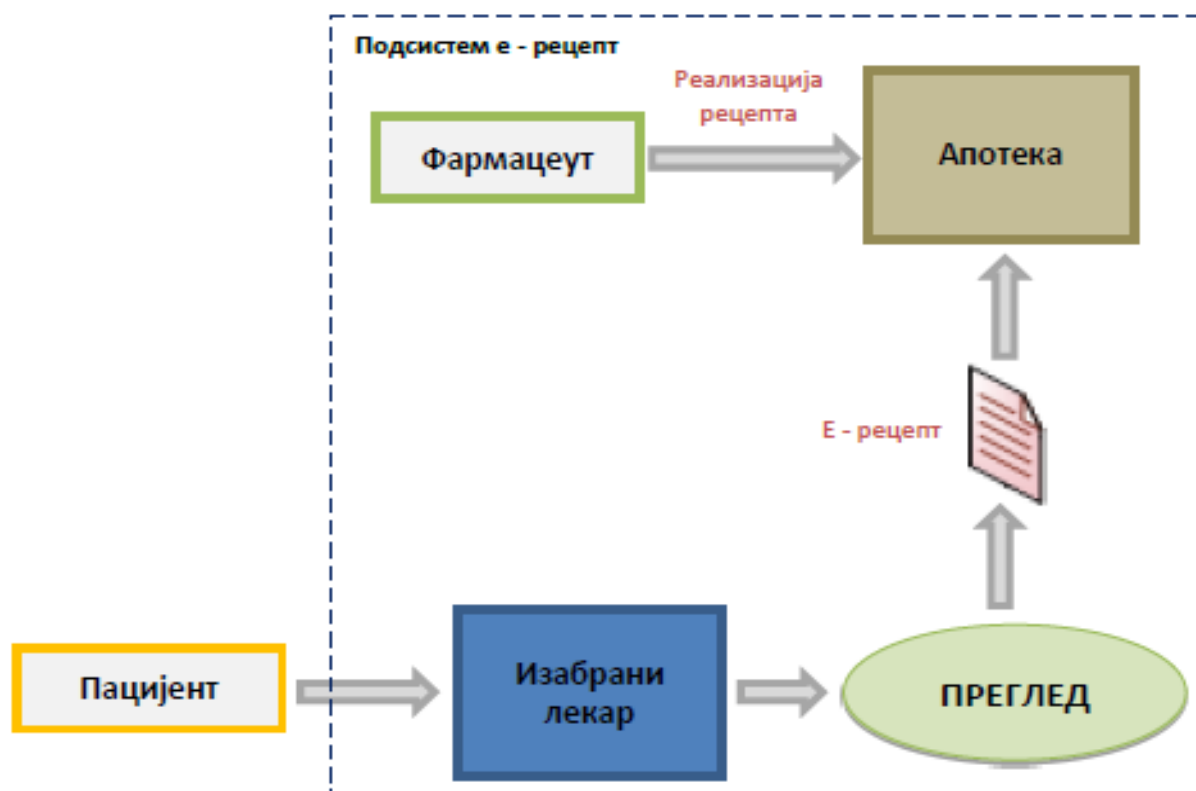 Подсистем е - рецепт
Реализација
рецепта
Фармацеут
Апотека
Е - рецепт
Пацијент
Изабрани
лекар
ПРЕГЛЕД